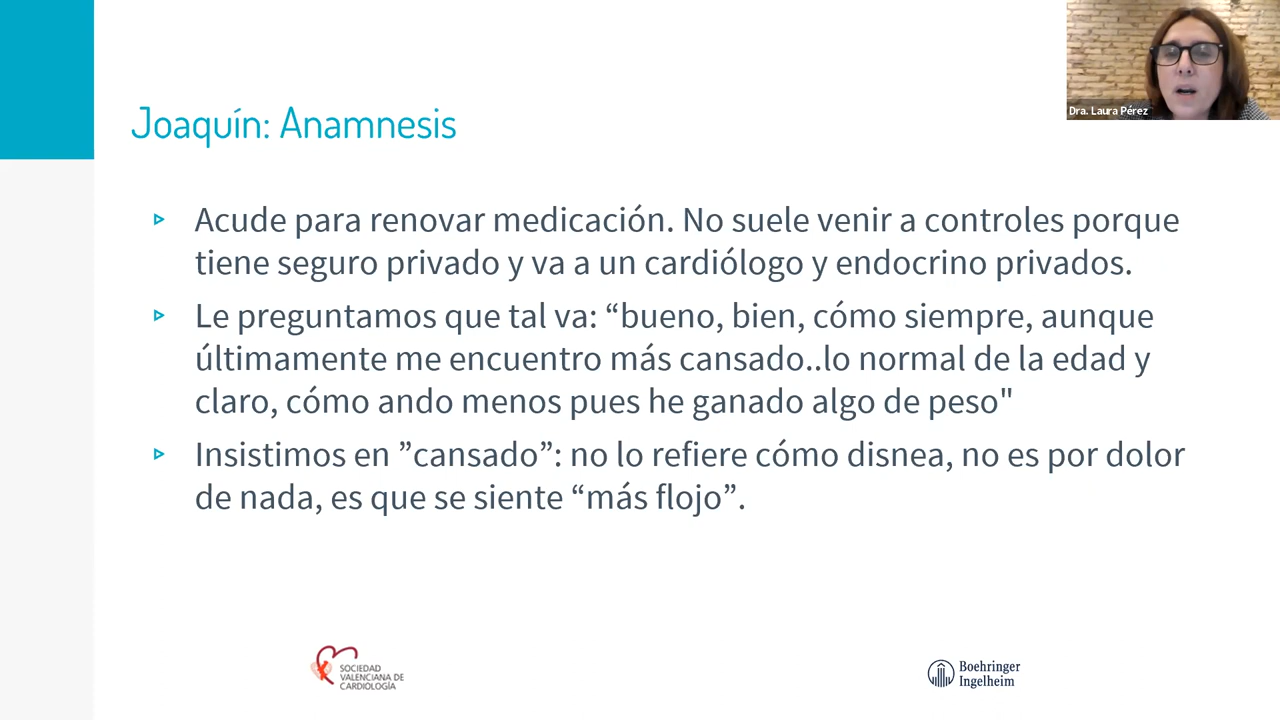 Dra. Laura Pérez
Joaquín: Anamnesis
Acude para renovar medicación. No suele venir a controles porque
tiene seguro privado y va a un cardiólogo y endocrino privados.
Le preguntamos que tal va: “bueno, bien, cómo siempre, aunque
últimamente me encuentro más cansado..lo normal de la edad y
claro, cómo ando menos pues he ganado algo de peso"
Insistimos en ”cansado”: no lo refiere cómo disnea, no es por dolor
de nada, es que se siente “más flojo”.
SOCIEDAD
VALENCIANA DE
CARDIOLOGÍA
Boehringer
Ingelheim